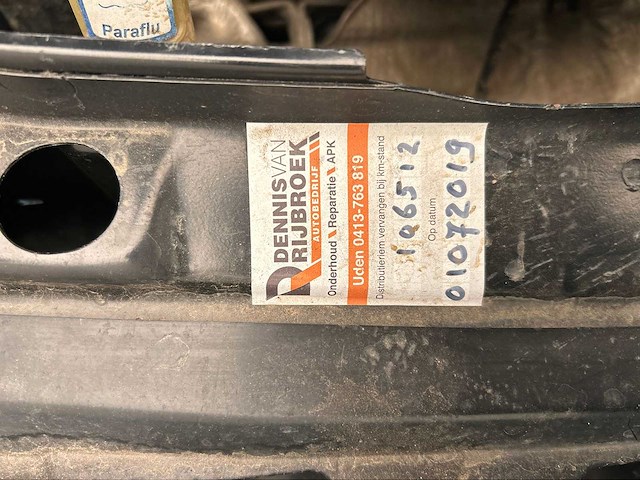 Paraflu
DENNIS VAN
RIJBROEK
AUTOBEDRIJF
Onderhoud Reparatie APK
Uden 0413-763 819
Distributieriem vervangen bij km-stand
146512
Op datum
01072019